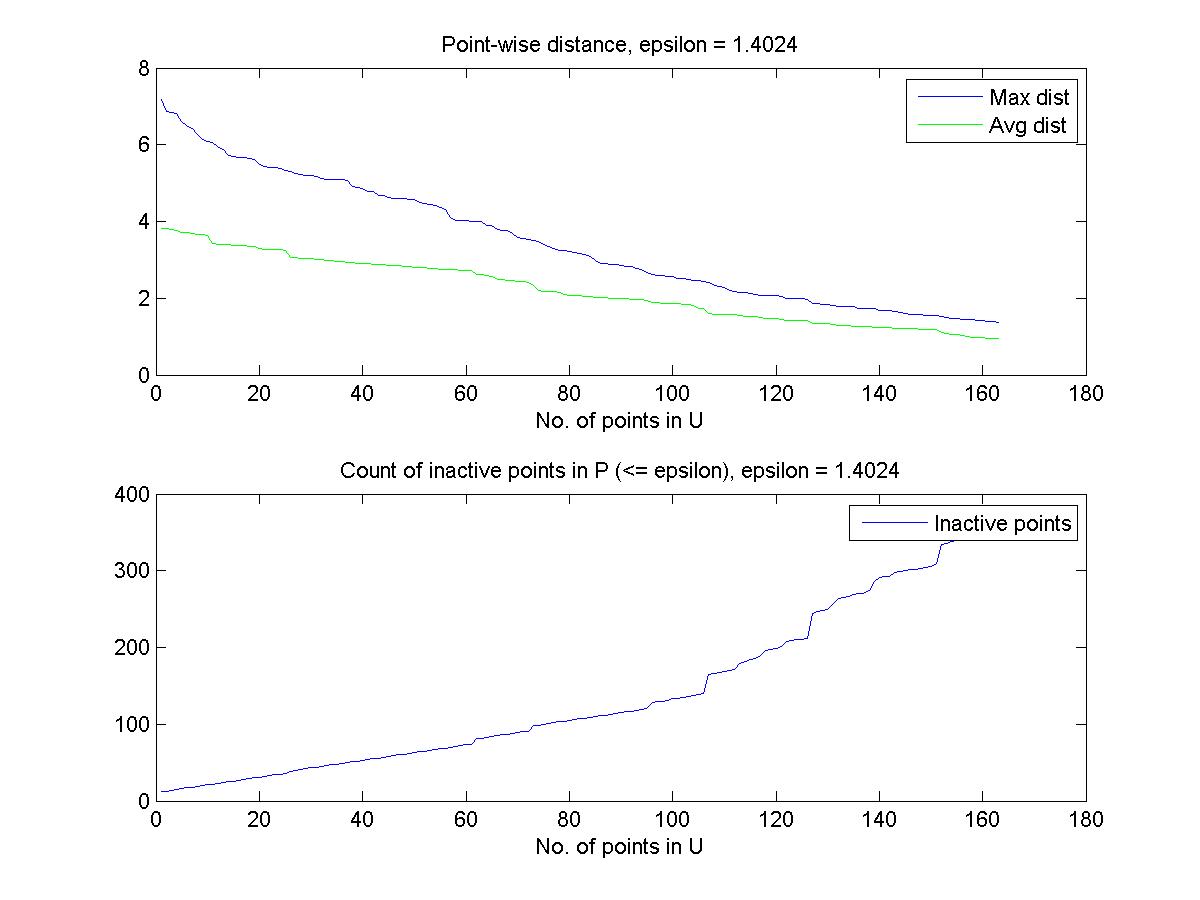 Point-wise distance, epsilon = 1.4024
8
Max dist
Avg dist
6
4
2
0
0 20 40 60 80 100 120 140 160 180
No. of points in U
Count of inactive points in P (<= epsilon), epsilon = 1.4024
400
Inactive points
300
200
100
0
0 20 40 60 80 100 120 140 160 180
No. of points in U